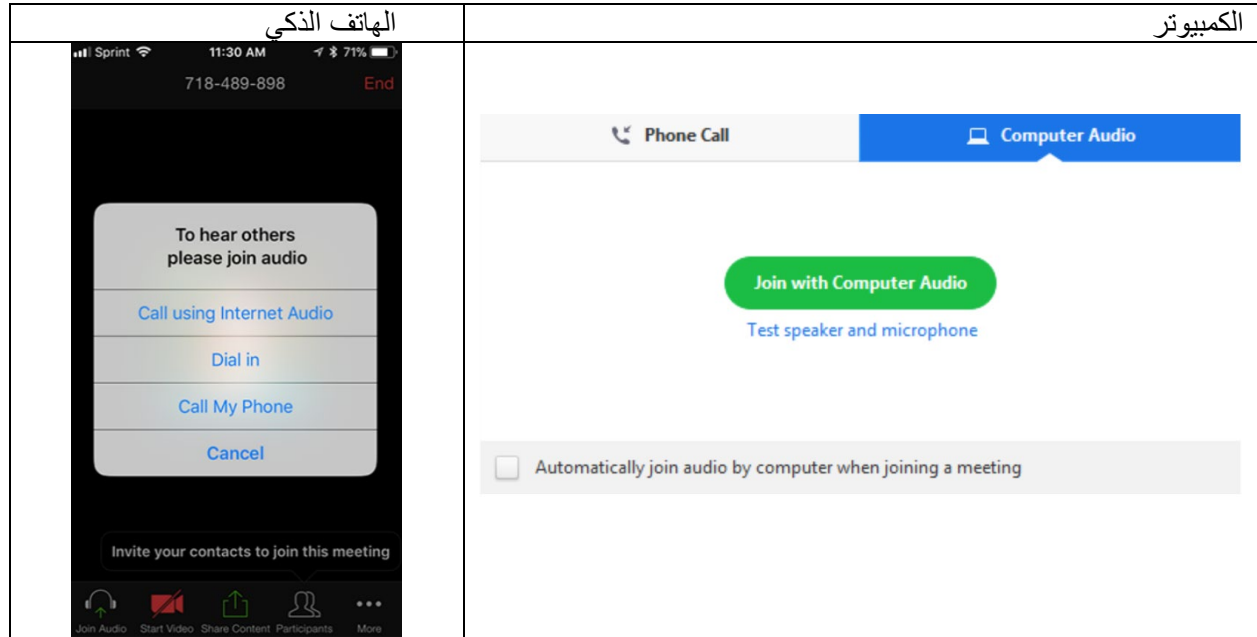 الكمبيوتر
الهاتف الذكي
Phone Call
Computer Audio
Join with Computer Audio
Test speaker and microphone
Automatically join audio by computer when joining a meeting
Sprint 11:30 AM 71%
718-489-898 End
To hear others
please join audio
Call using Internet Audio
Dial in
Call My Phone
Cancel
Invite your contacts to join this meeting
Join Audio Start Video Share Content Participants More